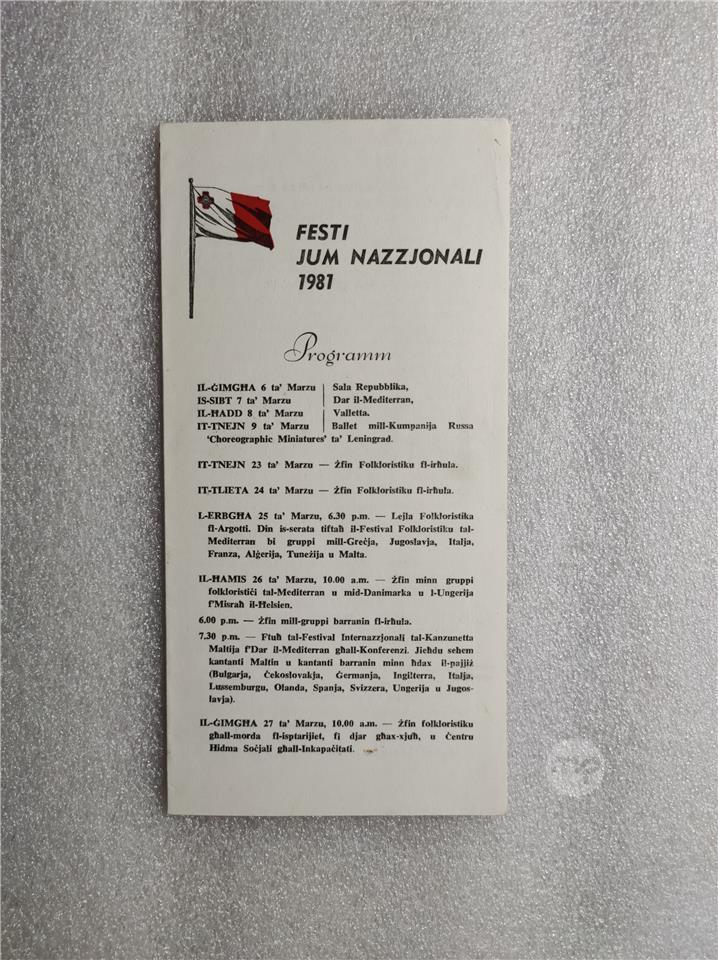 FESTI
JUM NAZZJONALI
1981
Programm
IL-ĠIMGĦA 6 ta' Marzu | Sala Repubblika,
IS-SIBT 7 ta' Marzu | Dar il-Mediterran,
IL-ĦADD 8 ta' Marzu | Valletta.
IT-TNEJN 9 ta' Marzu | Ballet mill-Kumpanija Russa
'Choreographic Miniatures' ta' Leningrad.
IT-TNEJN 23 ta' Marzu — Żfin Folkloristiku fl-irħula.
IT-TLIETA 24 ta' Marzu — Żfin Folkloristiku fl-irħula.
L-ERBGĦA 25 ta' Marzu, 6.30 p.m. — Lejla Folkloristika
fl-Argotti. Din is-serata tiftaħ il-Festival Folkloristiku tal-
Mediterran bi gruppi mill-Greċja, Jugoslavja, Italja,
Franza, Alġerija, Tuneżija u Malta.
IL-ĦAMIS 26 ta' Marzu, 10.00 a.m. — Żfin minn gruppi
folkloristiċi tal-Mediterran u mid-Danimarka u l-Ungerija
f'Misraħ il-Ħelsien.
6.00 p.m. — Żfin mill-gruppi barranin fl-irħula.
7.30 p.m. — Ftuħ tal-Festival Internazzjonali tal-Kanzunetta
Maltija f'Dar il-Mediterran għall-Konferenzi. Jieħdu sehem
kantanti Maltin u kantanti barranin minn ħdax il-pajjiż
(Bulgarja, Ċekoslovakja, Ġermanja, Ingilterra, Italja,
Lussemburgu, Olanda, Spanja, Svizzera, Ungerija u Jugos-
lavja).
IL-ĠIMGĦA 27 ta' Marzu, 10.00 a.m. — Żfin folkloristiku
għall-morda fl-isptarijiet, fi djar għax-xjuħ, u Ċentru
Hidma Soċjali għall-Inkapaċitati.